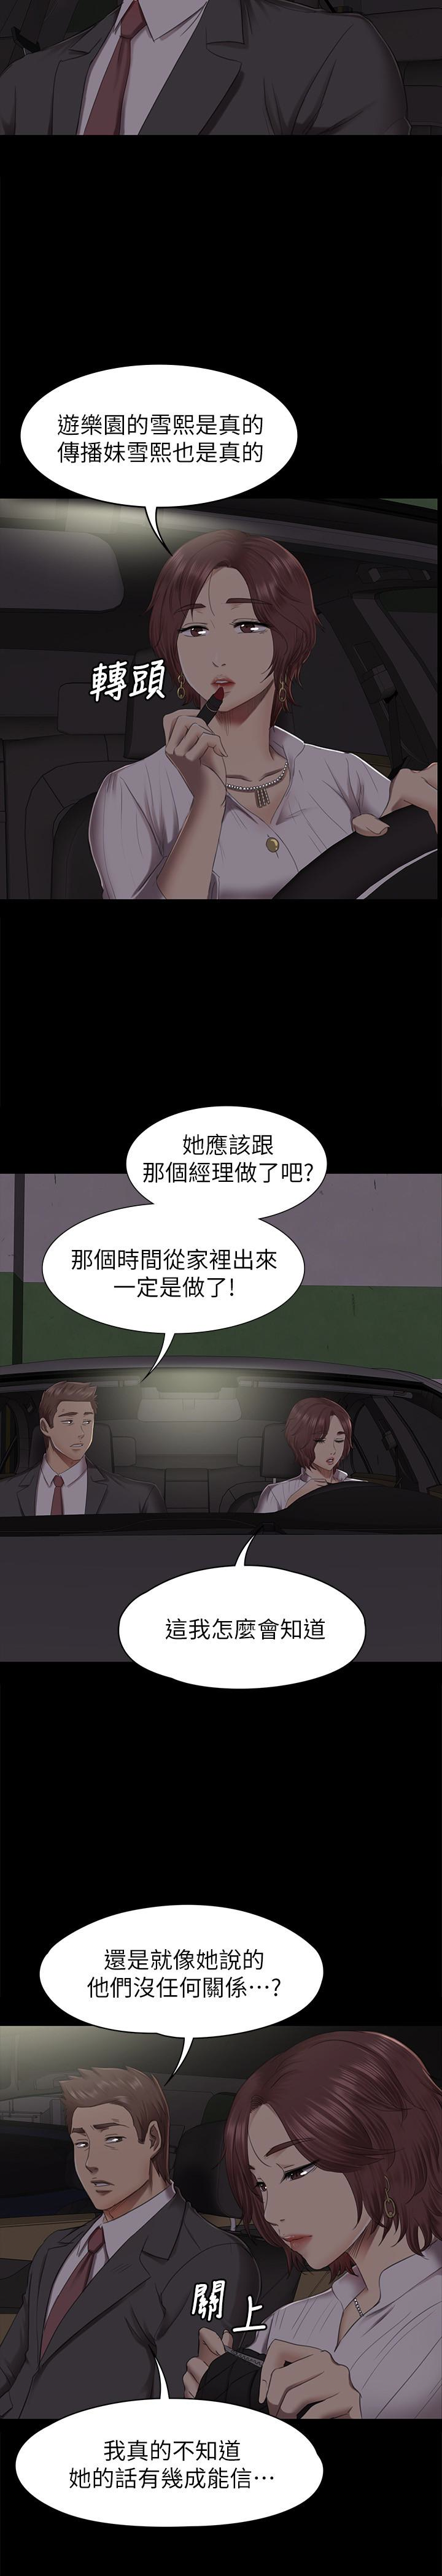 遊樂園的雪熙是真的
傳播妹雪熙也是真的
轉頭
她應該跟
那個經理做了吧?
那個時間從家裡出來
一定是做了!
這我怎麼會知道
還是就像她說的
他們沒任何關係…?
關上
我真的不知道
她的話有幾成能信…